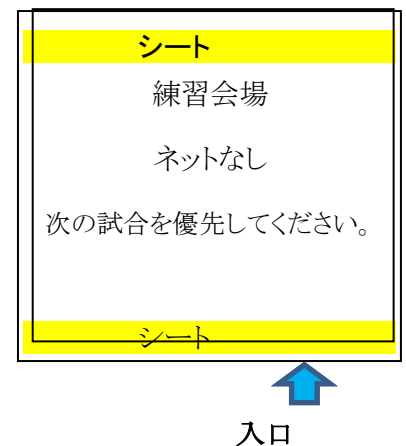 シート
練習会場
ネットなし
次の試合を優先してください。
シート
入口